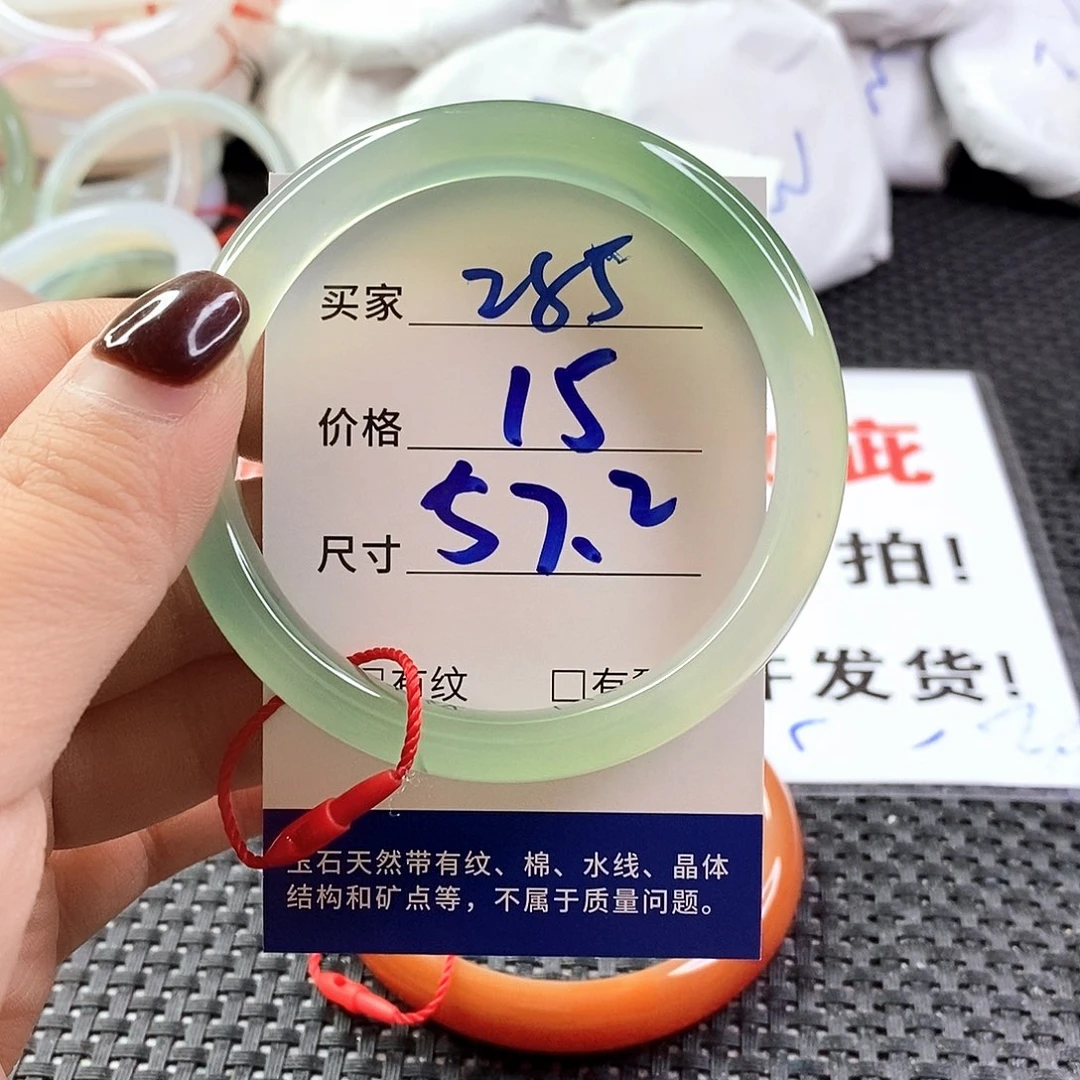 买家 285
价格 15
尺寸 57.2
有纹 □有
玉石天然带有纹、棉、水线、晶体
结构和矿点等，不属于质量问题。
疵
拍!
发货!